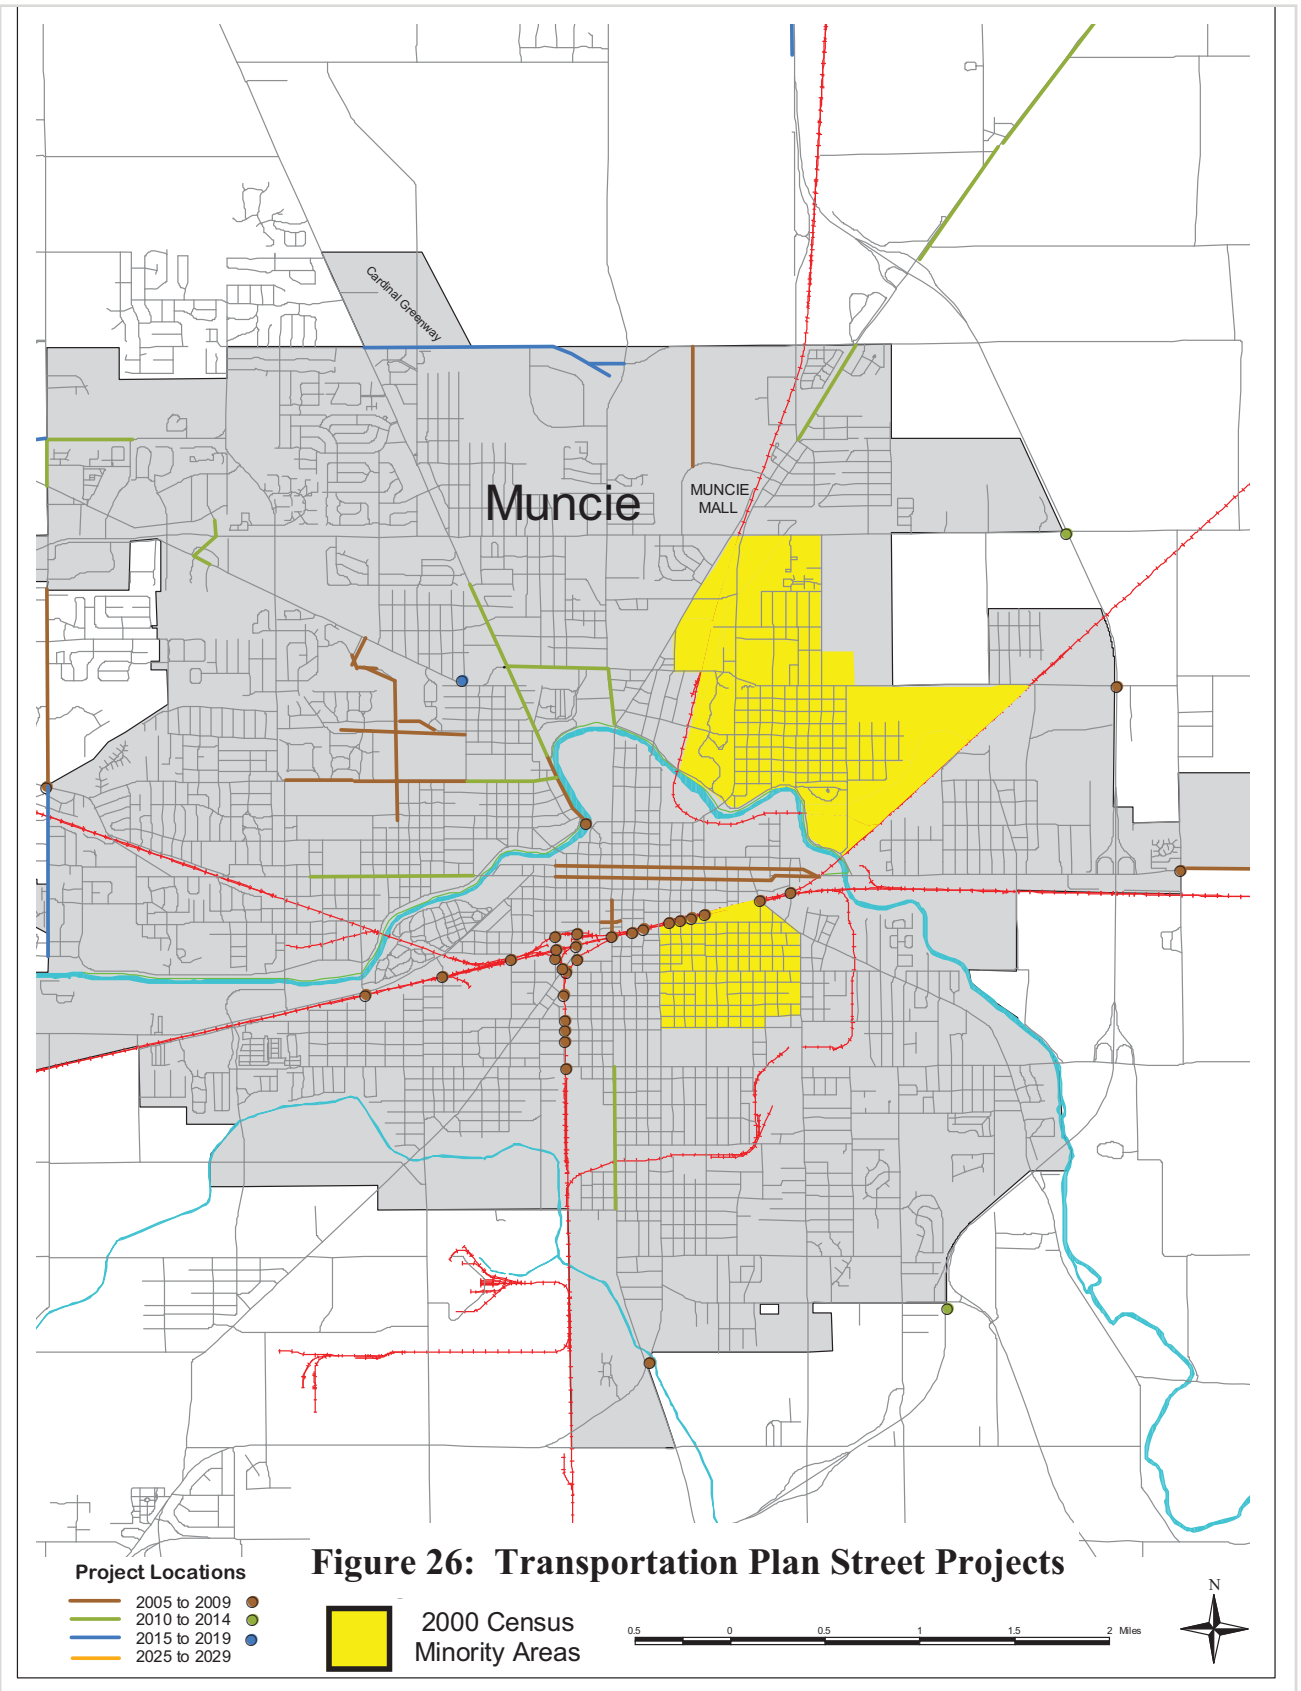 Cardinal Greenway
Muncie
MUNCIE
MALL
Figure 26: Transportation Plan Street Projects
Project Locations
2005 to 2009
2010 to 2014
2015 to 2019
2025 to 2029
2000 Census
Minority Areas
0.5 0 0.5 1 1.5 2 Miles
N